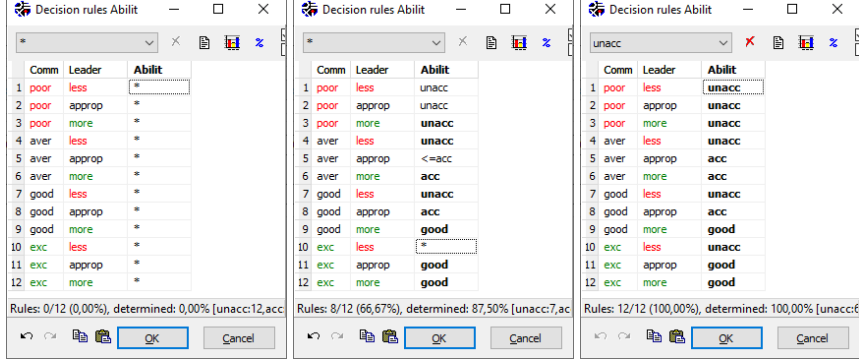 Decision rules Abilit
*
Comm Leader Abilit
1 poor less *
2 poor approp *
3 poor more *
4 aver less *
5 aver approp *
6 aver more *
7 good less *
8 good approp *
9 good more *
10 exc less *
11 exc approp *
12 exc more *
Rules: 0/12 (0,00%), determined: 0,00% [unacc:12,acc
OK Cancel
Decision rules Abilit
*
Comm Leader Abilit
1 poor less unacc
2 poor approp unacc
3 poor more unacc
4 aver less unacc
5 aver approp <=acc
6 aver more acc
7 good less unacc
8 good approp acc
9 good more good
10 exc less *
11 exc approp good
12 exc more good
Rules: 8/12 (66,67%), determined: 87,50% [unacc:7,ac
OK Cancel
Decision rules Abilit
unacc
Comm Leader Abilit
1 poor less unacc
2 poor approp unacc
3 poor more unacc
4 aver less unacc
5 aver approp acc
6 aver more acc
7 good less unacc
8 good approp acc
9 good more good
10 exc less unacc
11 exc approp good
12 exc more good
Rules: 12/12 (100,00%), determined: 100,00% [unacc:6
OK Cancel